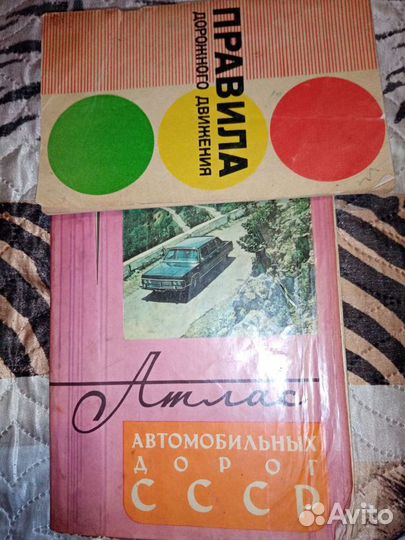 ПРАВИЛА
ДОРОЖНОГО ДВИЖЕНИЯ
Атлас
АВТОМОБИЛЬНЫХ
ДОРОГ
СССР
Avito